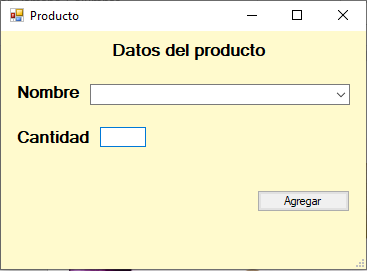 Producto
Datos del producto
Nombre
Cantidad
Agregar